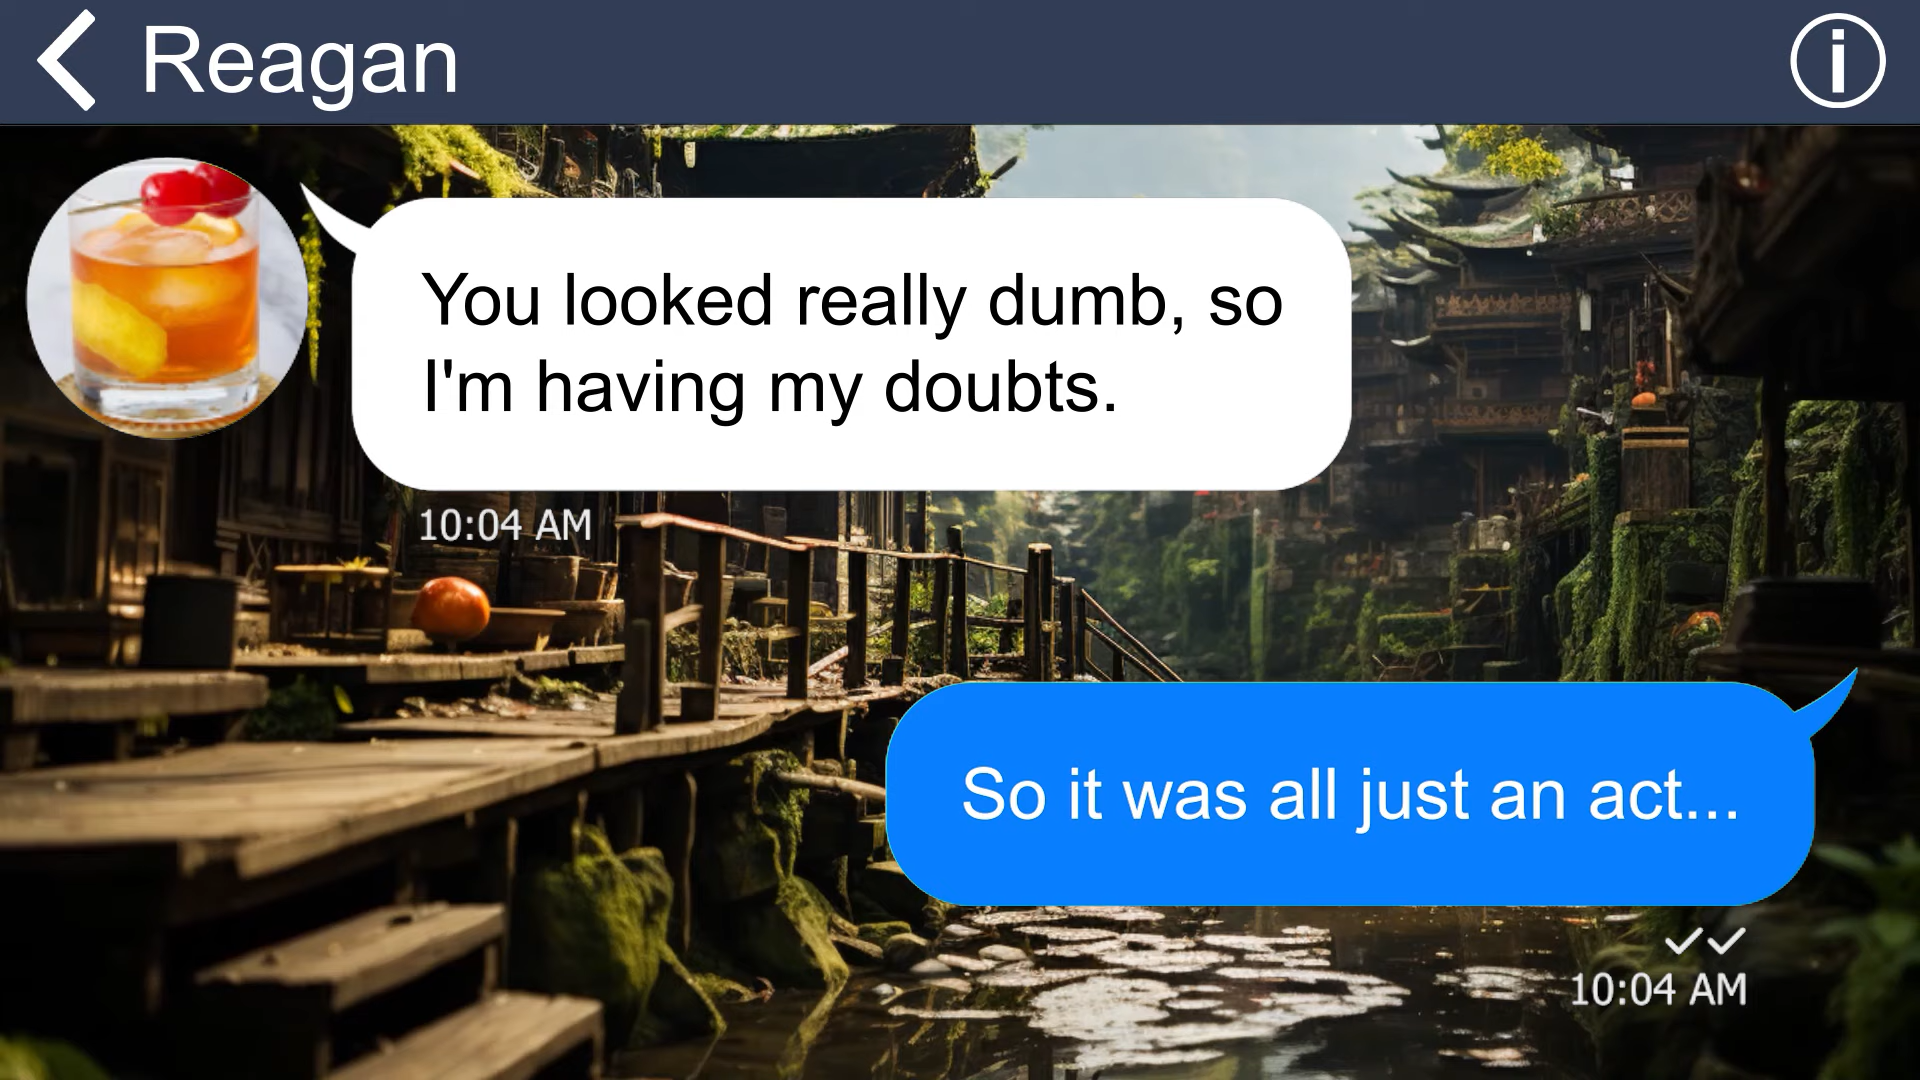 Reagan
You looked really dumb, so
I'm having my doubts.
10:04 AM
So it was all just an act...
10:04 AM